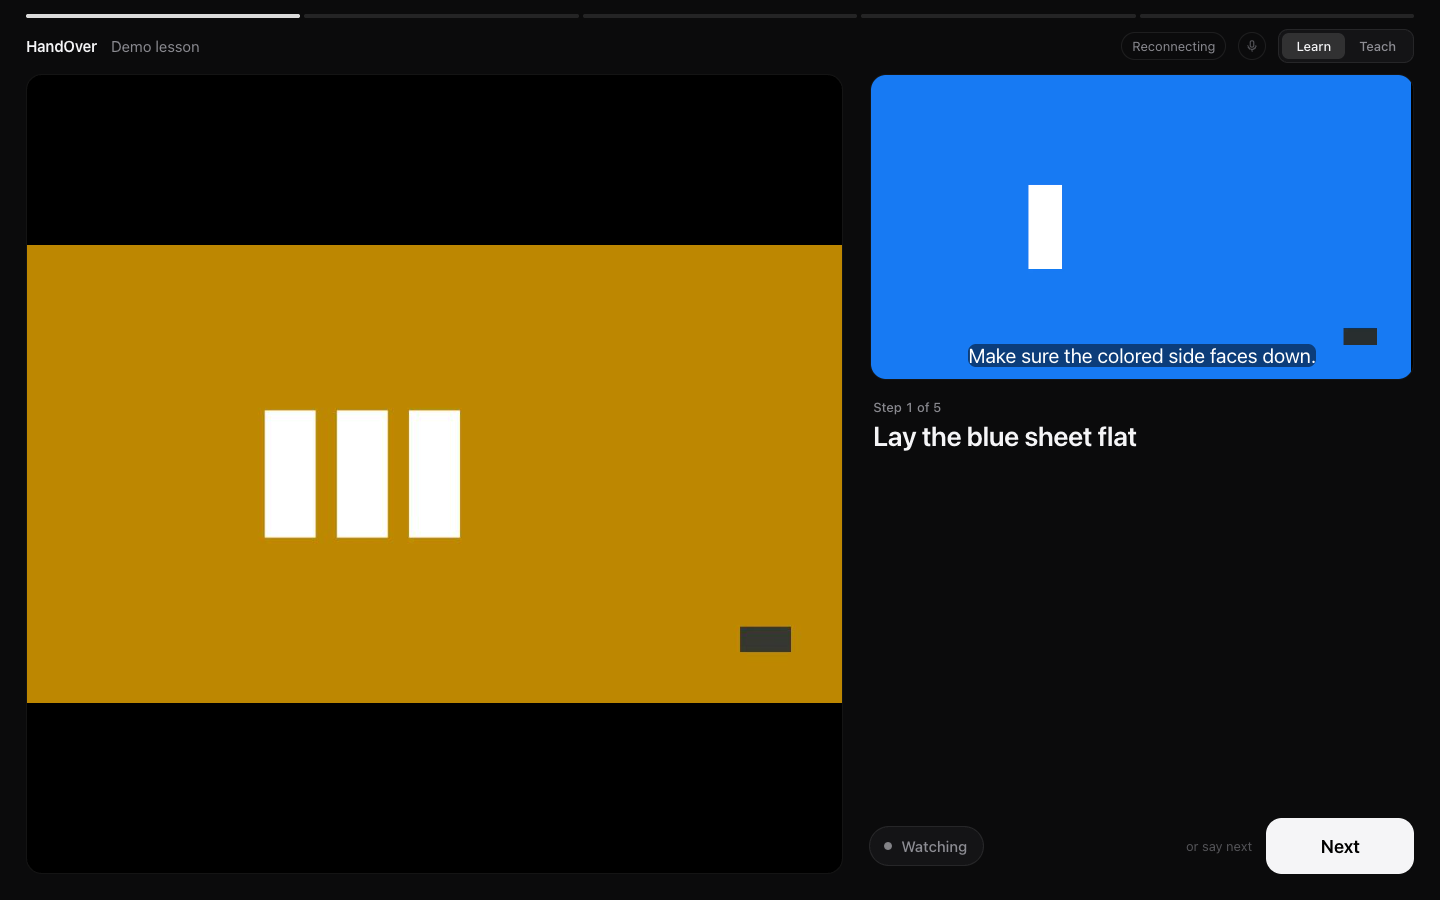 HandOver Demo lesson
Reconnecting
Learn Teach
Make sure the colored side faces down.
Step 1 of 5
Lay the blue sheet flat
Watching
or say next
Next